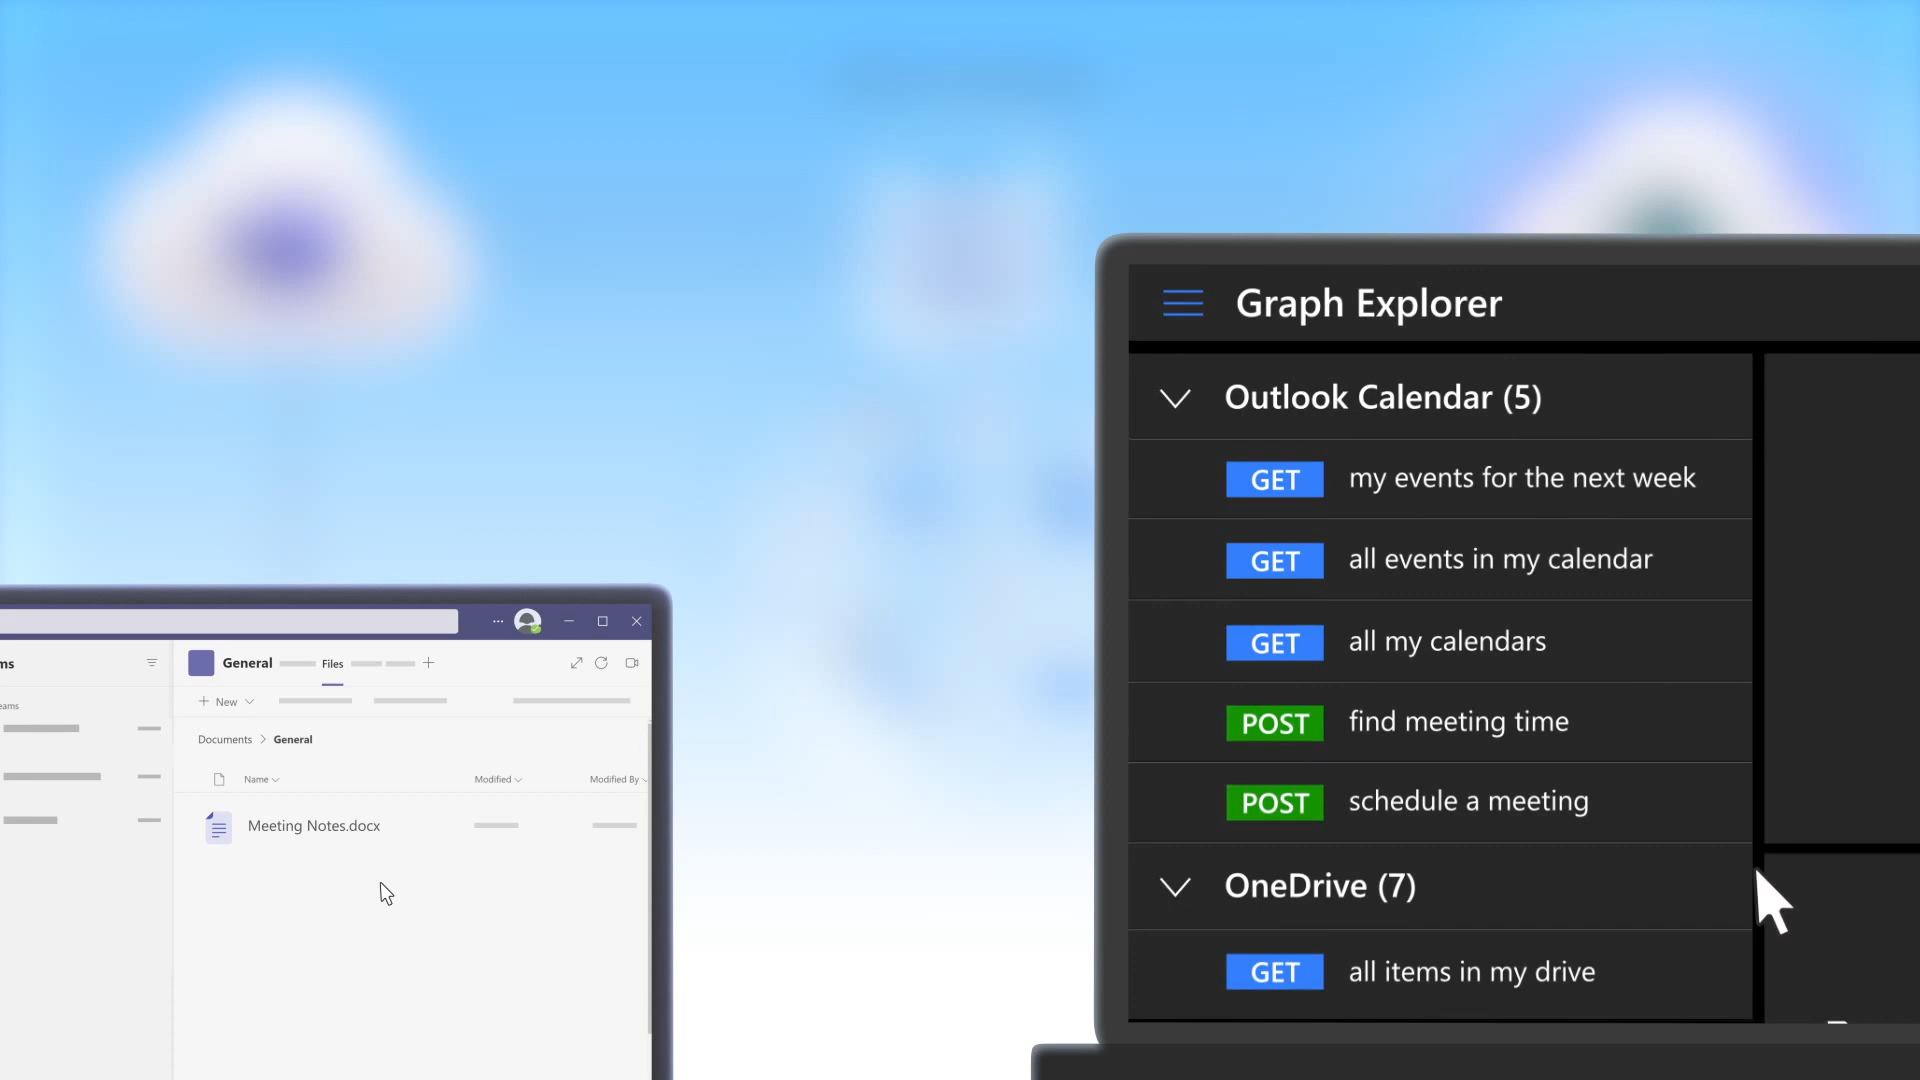 ms
eams
General
Files
New
Documents > General
Name
Modified
Modified By
Meeting Notes.docx
Graph Explorer
Outlook Calendar (5)
GET my events for the next week
GET all events in my calendar
GET all my calendars
POST find meeting time
POST schedule a meeting
OneDrive (7)
GET all items in my drive